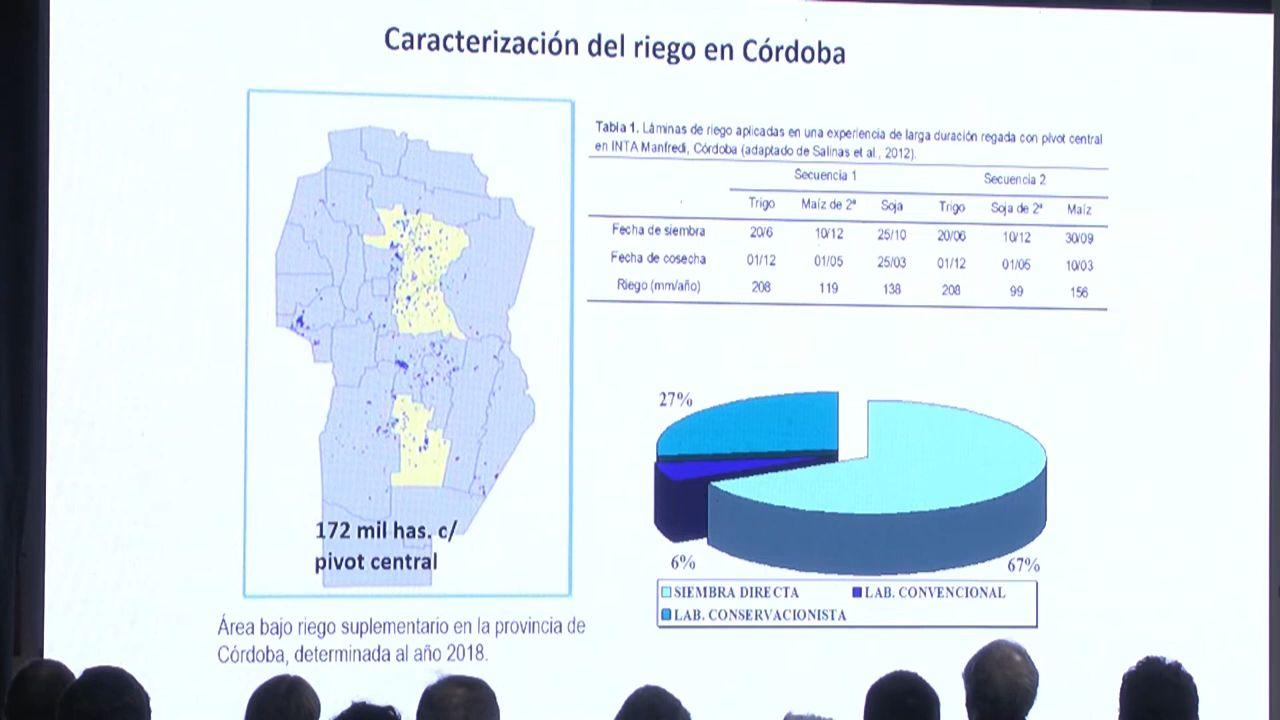 Caracterización del riego en Córdoba
172 mil has. c/
pivot central
Área bajo riego suplementario en la provincia de
Córdoba, determinada al año 2018.
Tabla 1. Láminas de riego aplicadas en una experiencia de larga duración regada con pivot central
en INTA Manfredi, Córdoba (adaptado de Salinas et al., 2012).
Secuencia 1 Secuencia 2
Trigo Maíz de 2ª Soja Trigo Soja de 2ª Maíz
Fecha de siembra 20/6 10/12 25/10 20/06 10/12 30/09
Fecha de cosecha 01/12 01/05 25/03 01/12 01/05 10/03
Riego (mm/año) 208 119 138 208 99 156
27%
6%
67%
SIEMBRA DIRECTA LAB. CONVENCIONAL
LAB. CONSERVACIONISTA